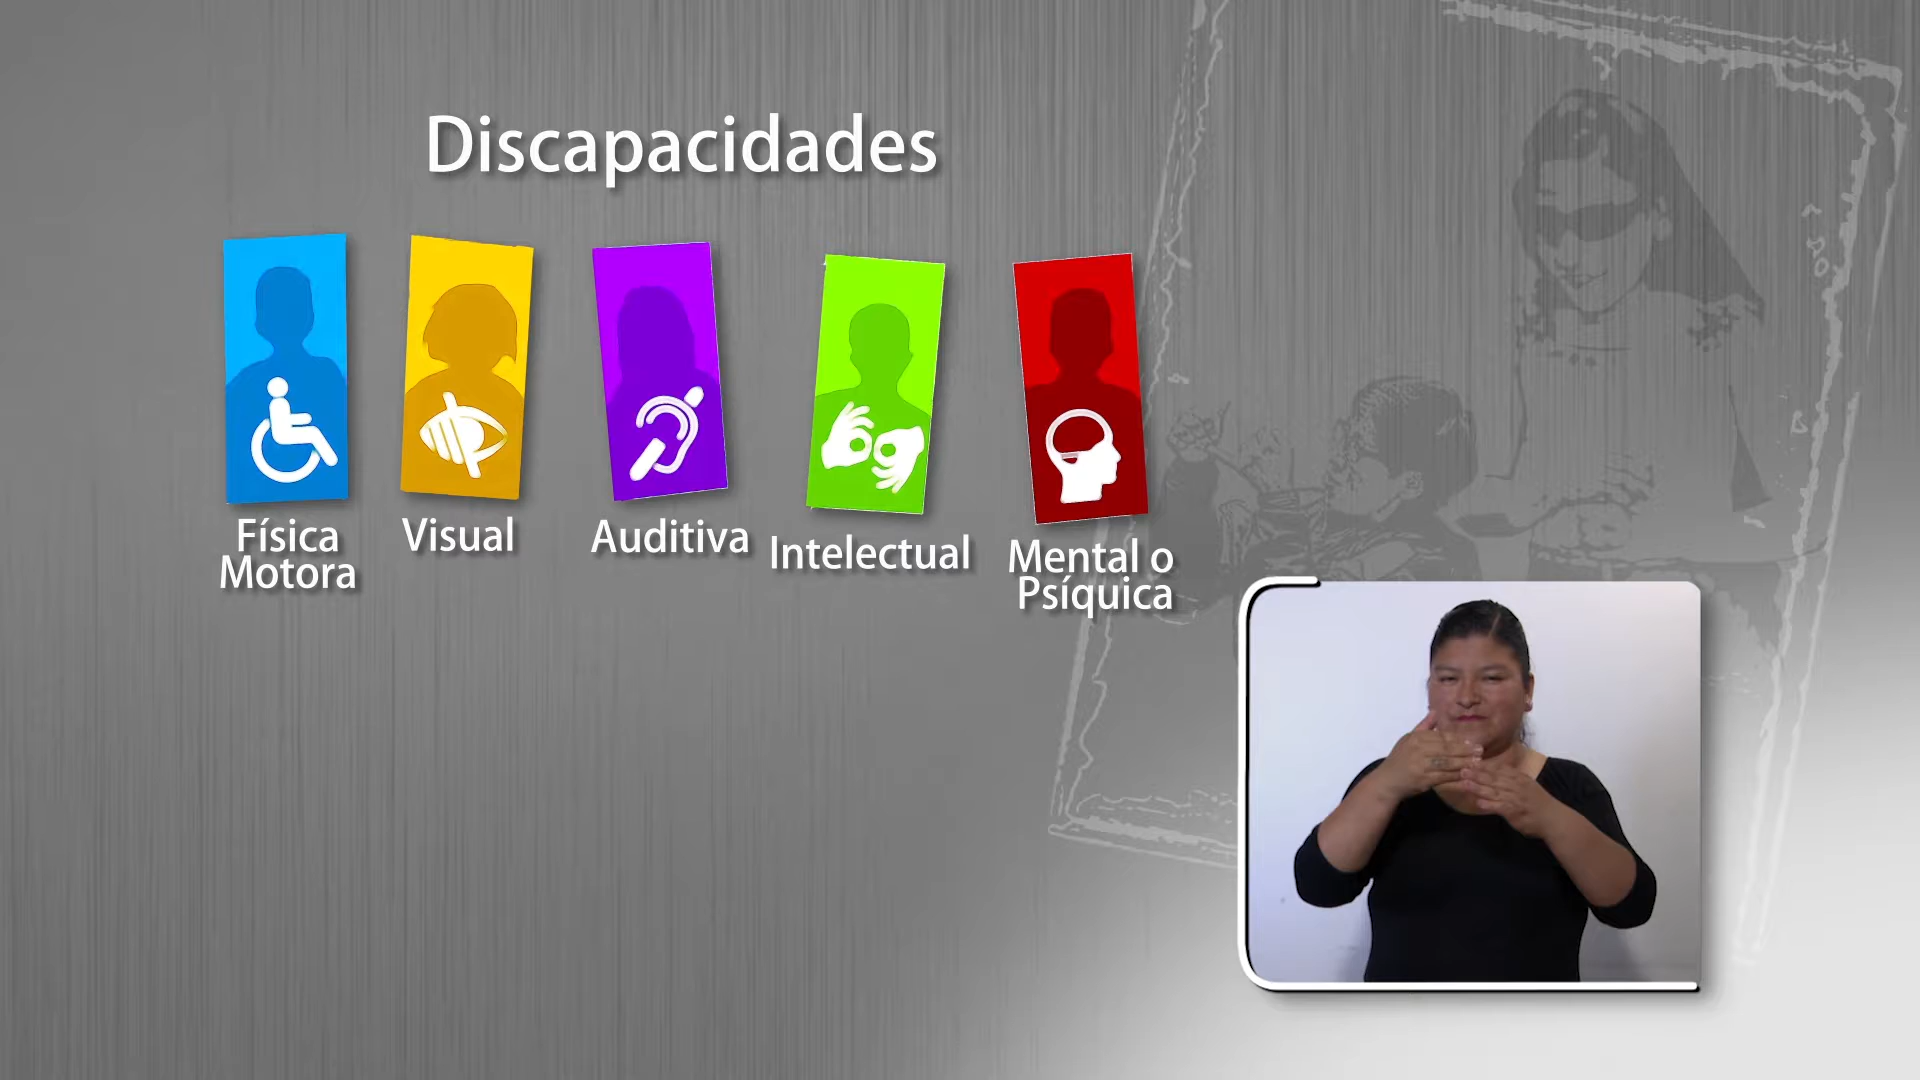 Discapacidades
Física
Motora
Visual
Auditiva
Intelectual
Mental o
Psíquica